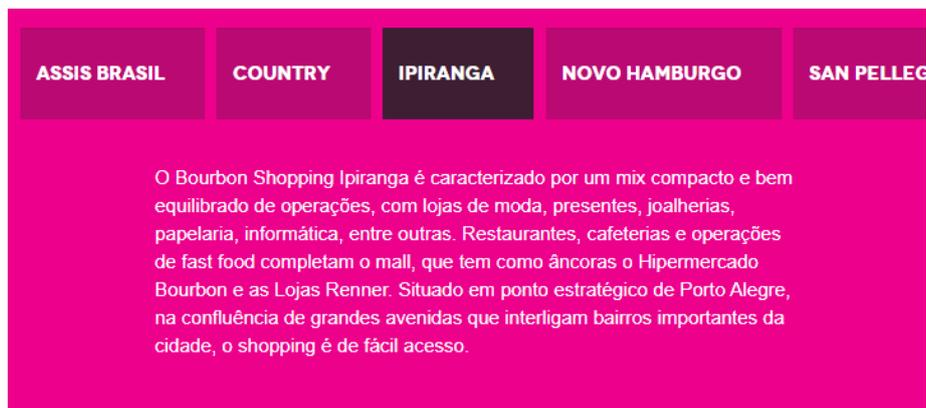 ASSIS BRASIL COUNTRY IPIRANGA NOVO HAMBURGO SAN PELLEG
O Bourbon Shopping Ipiranga é caracterizado por um mix compacto e bem
equilibrado de operações, com lojas de moda, presentes, joalherias,
papelaria, informática, entre outras. Restaurantes, cafeterias e operações
de fast food completam o mall, que tem como âncoras o Hipermercado
Bourbon e as Lojas Renner. Situado em ponto estratégico de Porto Alegre,
na confluência de grandes avenidas que interligam bairros importantes da
cidade, o shopping é de fácil acesso.